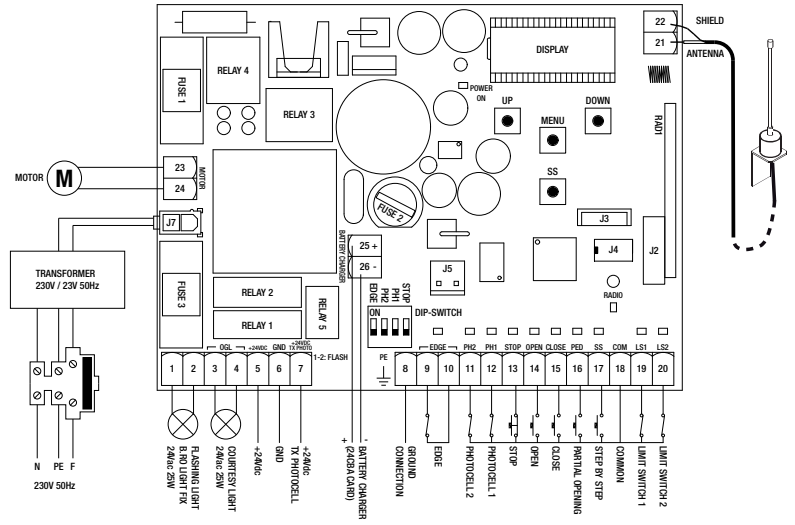 22
SHIELD
21
ANTENNA
DISPLAY
FUSE 1
RELAY 4
RELAY 3
POWER
ON
UP
DOWN
MENU
SS
RAD1
MOTOR
M
23
24
MOTOR
FUSE 2
J7
J3
J4
J2
J5
RADIO
TRANSFORMER
230V / 23V 50Hz
FUSE 3
BATTERY CHARGER
25 +
26 -
RELAY 2
RELAY 1
RELAY 5
EDGE
PH2
PH1
STOP
ON
DIP-SWITCH
OGL
+24VDC
GND
+24VDC
TX PHOTO
1-2: FLASH
PE
EDGE
PH2
PH1
STOP
OPEN
CLOSE
PED
SS
COM
LS1
LS2
1
2
3
4
5
6
7
8
9
10
11
12
13
14
15
16
17
18
19
20
N
PE
F
230V 50Hz
FLASHING LIGHT
B.RO LIGHT FIX
24Vac 25W
COURTESY LIGHT
24Vac 25W
+24Vdc
GND
+24Vdc
TX PHOTOCELL
+
-
BATTERY CHARGER
(24CBA CARD)
GROUND
CONNECTION
EDGE
PHOTOCELL 2
PHOTOCELL 1
STOP
OPEN
CLOSE
PARTIAL OPENING
STEP BY STEP
COMMON
LIMIT SWITCH 1
LIMIT SWITCH 2